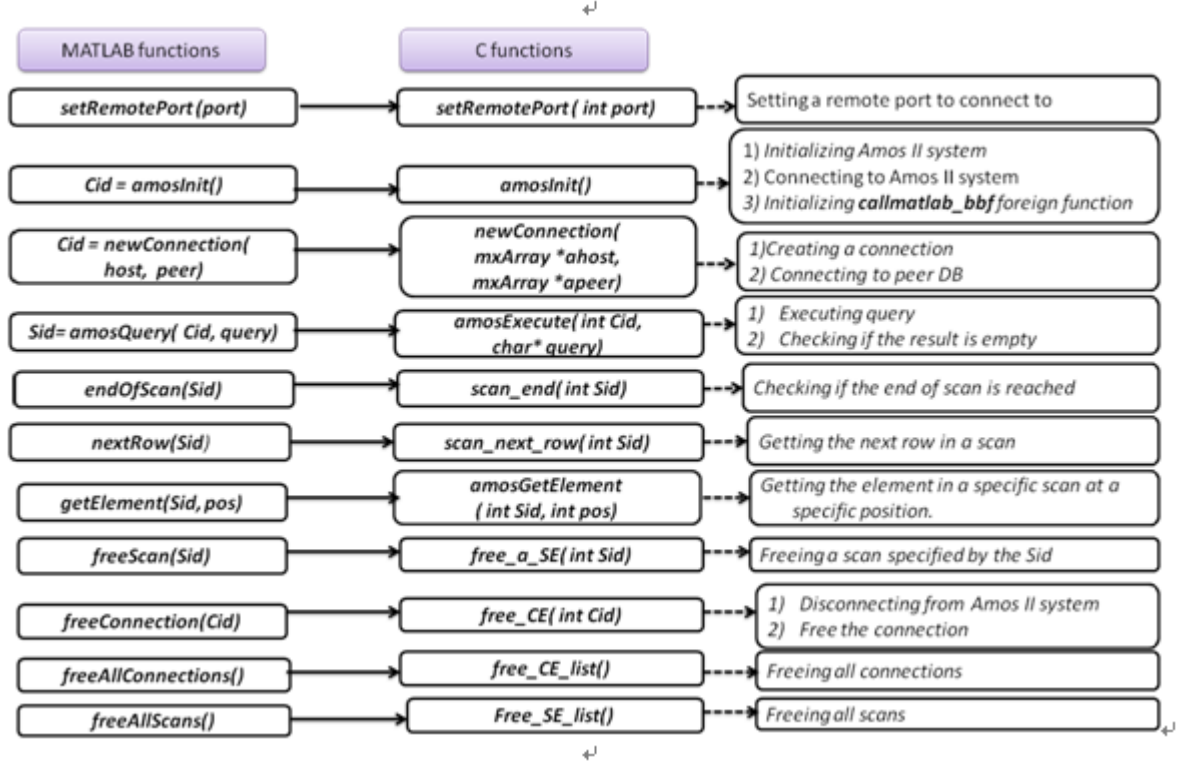 MATLAB functions
C functions
setRemotePort(port)
setRemotePort( int port)
Setting a remote port to connect to
Cid = amosInit()
amosInit()
1) Initializing Amos II system
2) Connecting to Amos II system
3) Initializing callmatlab_bbf foreign function
Cid = newConnection(
host, peer)
newConnection(
mxArray *ahost,
mxArray *apeer)
1)Creating a connection
2) Connecting to peer DB
Sid= amosQuery( Cid, query)
amosExecute( int Cid,
char* query)
1) Executing query
2) Checking if the result is empty
endOfScan(Sid)
scan_end( int Sid)
Checking if the end of scan is reached
nextRow(Sid)
scan_next_row( int Sid)
Getting the next row in a scan
getElement(Sid, pos)
amosGetElement
( int Sid, int pos)
Getting the element in a specific scan at a
specific position.
freeScan(Sid)
free_a_SE( int Sid)
Freeing a scan specified by the Sid
freeConnection(Cid)
free_CE( int Cid)
1) Disconnecting from Amos II system
2) Free the connection
freeAllConnections()
free_CE_list()
Freeing all connections
freeAllScans()
Free_SE_list()
Freeing all scans